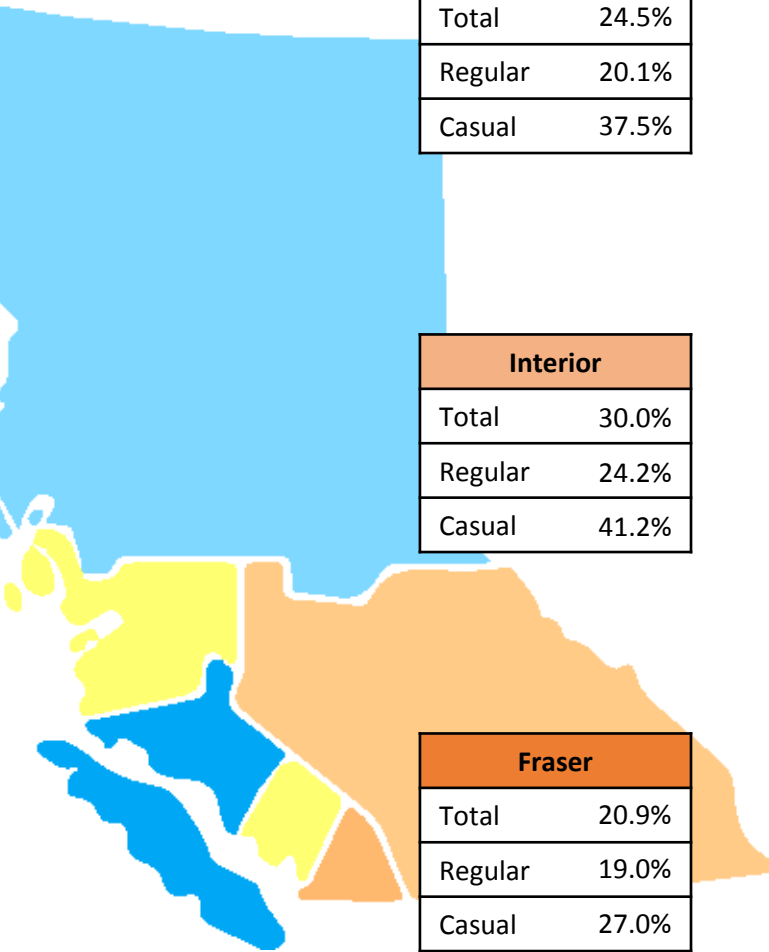 Total 24.5%
Regular 20.1%
Casual 37.5%
Interior
Total 30.0%
Regular 24.2%
Casual 41.2%
Fraser
Total 20.9%
Regular 19.0%
Casual 27.0%